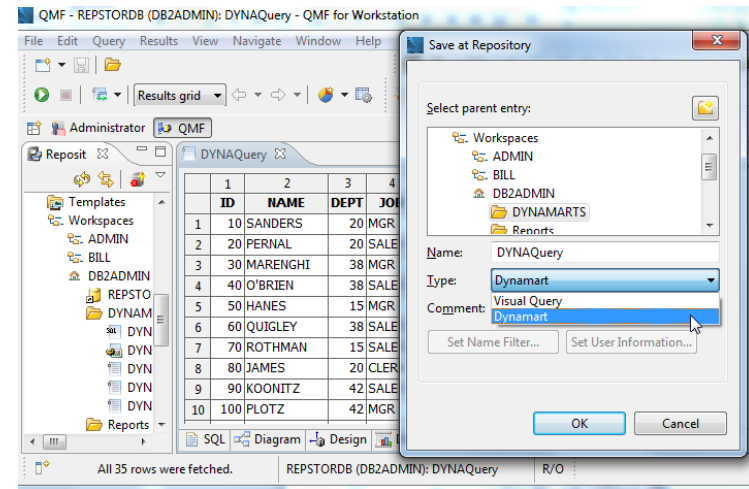 QMF - REPSTORDB (DB2ADMIN): DYNAQuery - QMF for Workstation
File Edit Query Results View Navigate Window Help
Results grid
Administrator QMF
Reposit
Templates
Workspaces
ADMIN
BILL
DB2ADMIN
REPSTO
DYNAM
DYN
DYN
DYN
DYN
DYN
Reports
DYNAQuery
1 2 3 4
ID NAME DEPT JOB
1 10 SANDERS 20 MGR
2 20 PERNAL 20 SALE
3 30 MARENGHI 38 MGR
4 40 O'BRIEN 38 SALE
5 50 HANES 15 MGR
6 60 QUIGLEY 38 SALE
7 70 ROTHMAN 15 SALE
8 80 JAMES 20 CLER
9 90 KOONITZ 42 SALE
10 100 PLOTZ 42 MGR
SQL Diagram Design
All 35 rows were fetched. REPSTORDB (DB2ADMIN): DYNAQuery R/O
Save at Repository
Select parent entry:
Workspaces
ADMIN
BILL
DB2ADMIN
DYNAMARTS
Reports
Name: DYNAQuery
Type: Dynamart
Visual Query
Comment: Dynamart
Set Name Filter... Set User Information...
OK Cancel